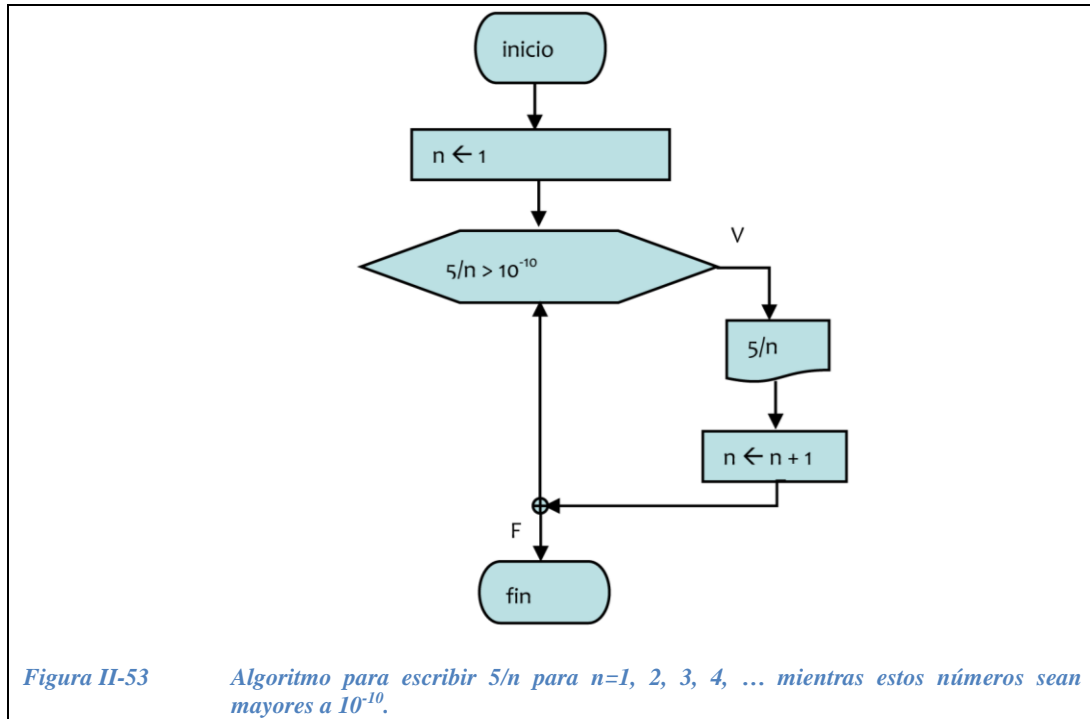 inicio
n ← 1
5/n > 10⁻¹⁰
V
5/n
n ← n + 1
F
fin
Figura II-53 Algoritmo para escribir 5/n para n=1, 2, 3, 4, … mientras estos números sean
mayores a 10⁻¹⁰.